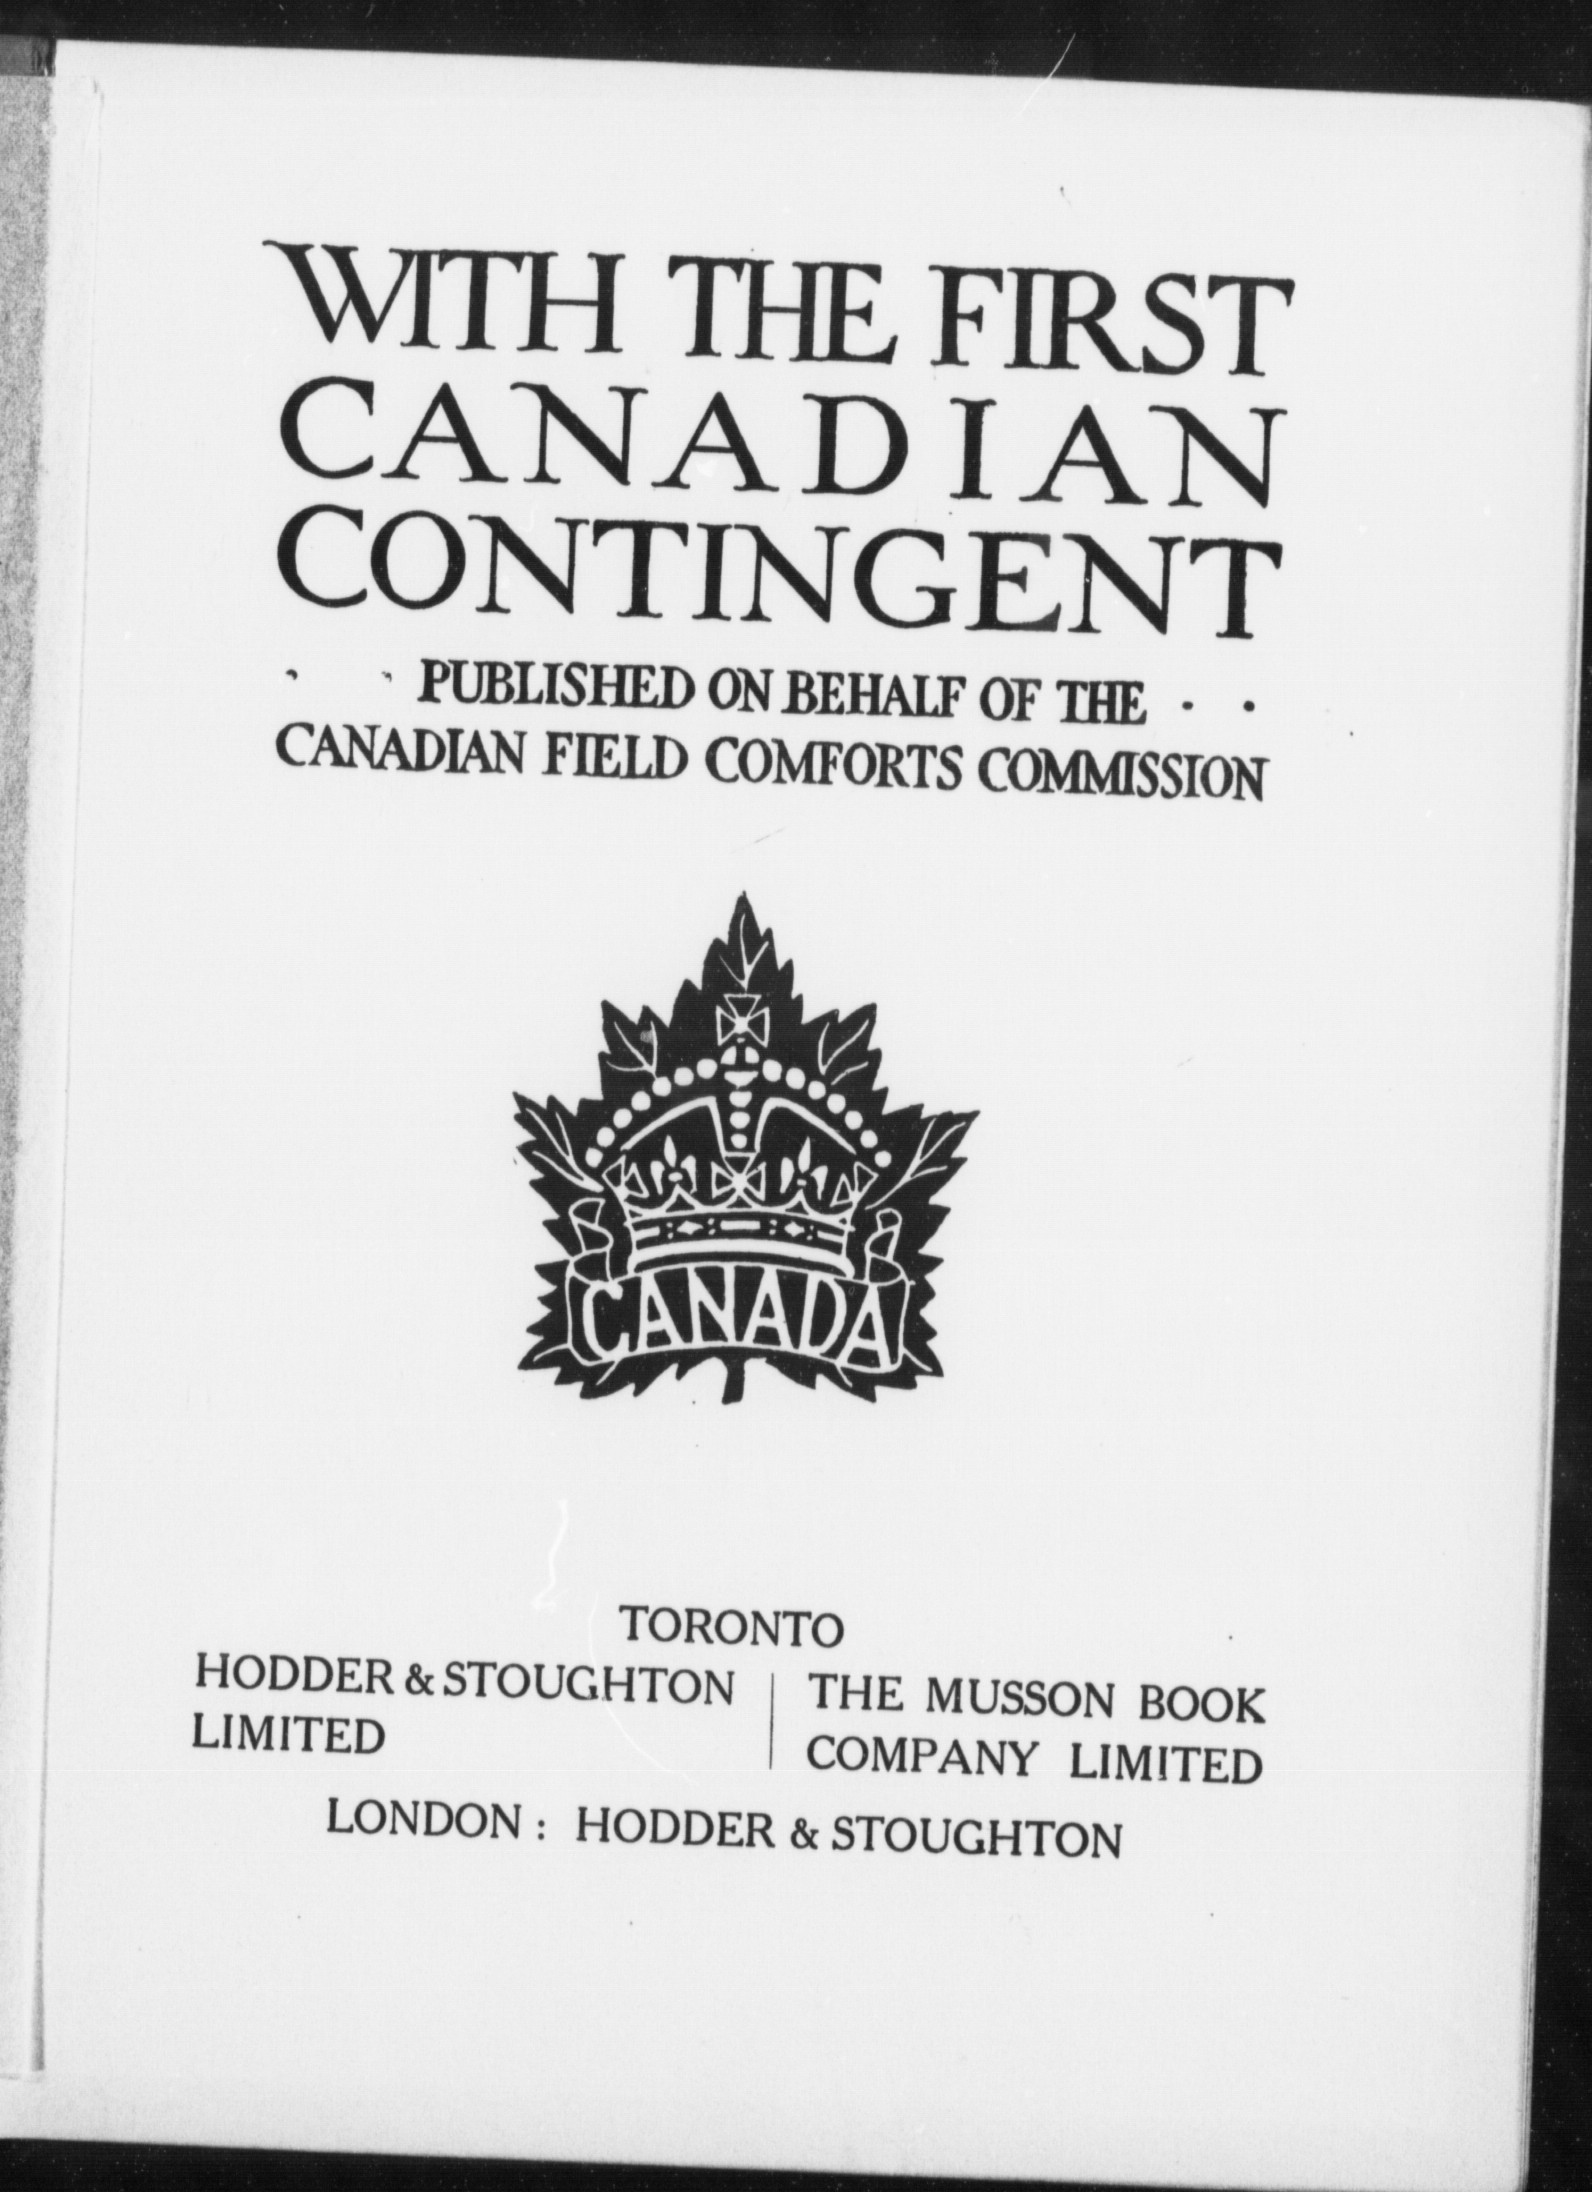 WITH THE FIRST
CANADIAN
CONTINGENT
· · PUBLISHED ON BEHALF OF THE · ·
CANADIAN FIELD COMFORTS COMMISSION
CANADA
TORONTO
HODDER & STOUGHTON
LIMITED
THE MUSSON BOOK
COMPANY LIMITED
LONDON: HODDER & STOUGHTON